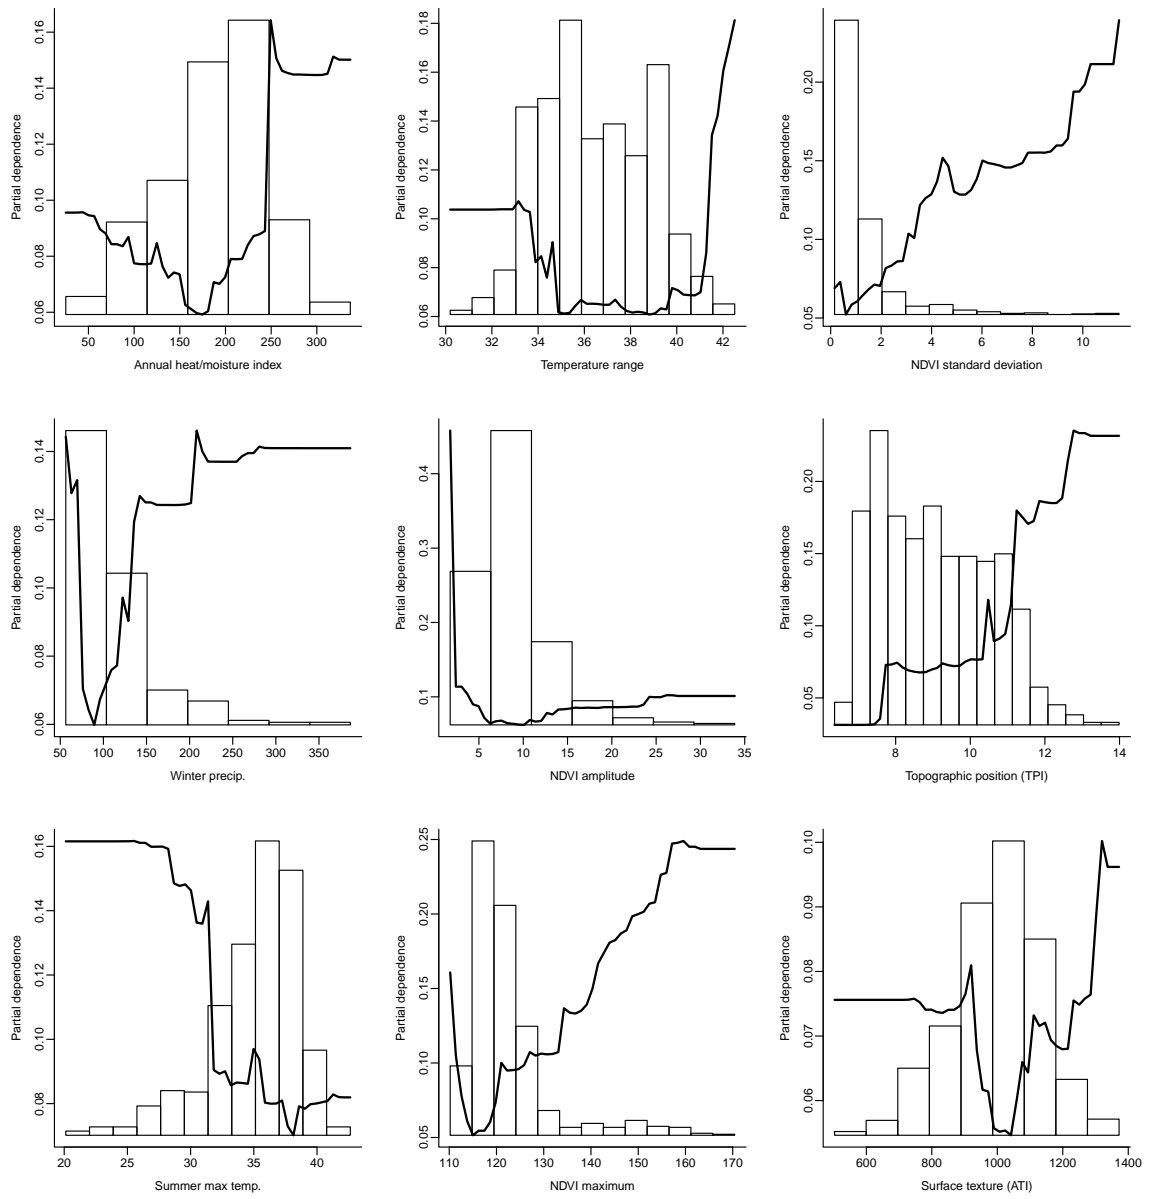 0.06 0.08 0.10 0.12 0.14 0.16
Partial dependence
50 100 150 200 250 300
Annual heat/moisture index
0.06 0.08 0.10 0.12 0.14 0.16 0.18
Partial dependence
30 32 34 36 38 40 42
Temperature range
0.05 0.10 0.15 0.20
Partial dependence
0 2 4 6 8 10
NDVI standard deviation
0.06 0.08 0.10 0.12 0.14
Partial dependence
50 100 150 200 250 300 350
Winter precip.
0.1 0.2 0.3 0.4
Partial dependence
5 10 15 20 25 30 35
NDVI amplitude
0.05 0.10 0.15 0.20
Partial dependence
8 10 12 14
Topographic position (TPI)
0.08 0.10 0.12 0.14 0.16
Partial dependence
20 25 30 35 40
Summer max temp.
0.05 0.10 0.15 0.20 0.25
Partial dependence
110 120 130 140 150 160 170
NDVI maximum
0.06 0.07 0.08 0.09 0.10
Partial dependence
600 800 1000 1200 1400
Surface texture (ATI)